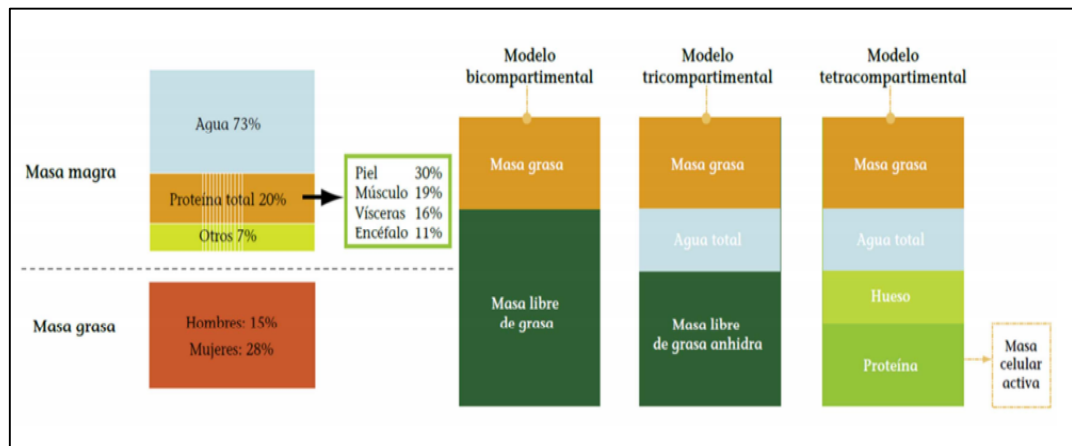 Masa magra
Agua 73%
Proteína total 20%
Otros 7%
Piel 30%
Músculo 19%
Vísceras 16%
Encéfalo 11%
Masa grasa
Hombres: 15%
Mujeres: 28%
Modelo
bicompartimental
Masa grasa
Masa libre
de grasa
Modelo
tricompartimental
Masa grasa
Agua total
Masa libre
de grasa anhidra
Modelo
tetracompartimental
Masa grasa
Agua total
Hueso
Proteína
Masa
celular
activa